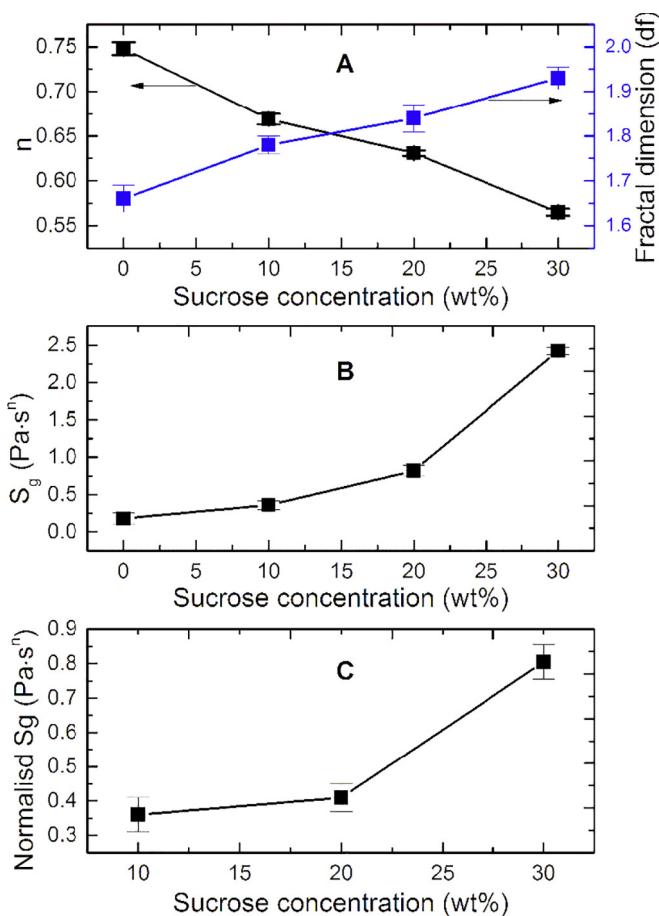 A
0.75
0.70
0.65
0.60
0.55
n
2.0
1.9
1.8
1.7
1.6
Fractal dimension (df)
0 5 10 15 20 25 30
Sucrose concentration (wt%)
B
2.5
2.0
1.5
1.0
0.5
0.0
S_g (Pa·s^n)
0 5 10 15 20 25 30
Sucrose concentration (wt%)
C
0.9
0.8
0.7
0.6
0.5
0.4
0.3
Normalisd Sg (Pa·s^n)
10 15 20 25 30
Sucrose concentration (wt%)